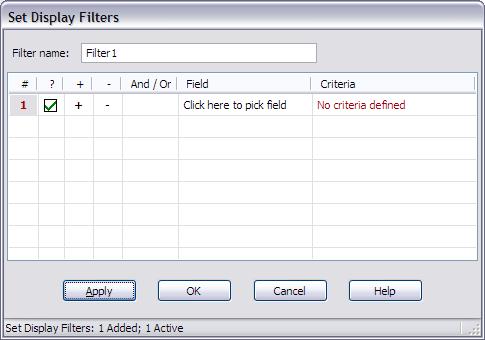 Set Display Filters
Filter name: Filter1
# ? + - And / Or Field Criteria
1 + - Click here to pick field No criteria defined
Apply OK Cancel Help
Set Display Filters: 1 Added; 1 Active